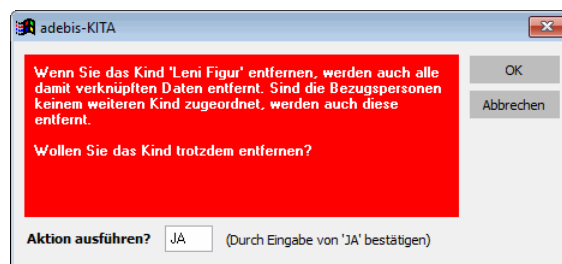 adebis-KITA
Wenn Sie das Kind 'Leni Figur' entfernen, werden auch alle
damit verknüpften Daten entfernt. Sind die Bezugspersonen
keinem weiteren Kind zugeordnet, werden auch diese
entfernt.
Wollen Sie das Kind trotzdem entfernen?
OK
Abbrechen
Aktion ausführen? JA (Durch Eingabe von 'JA' bestätigen)